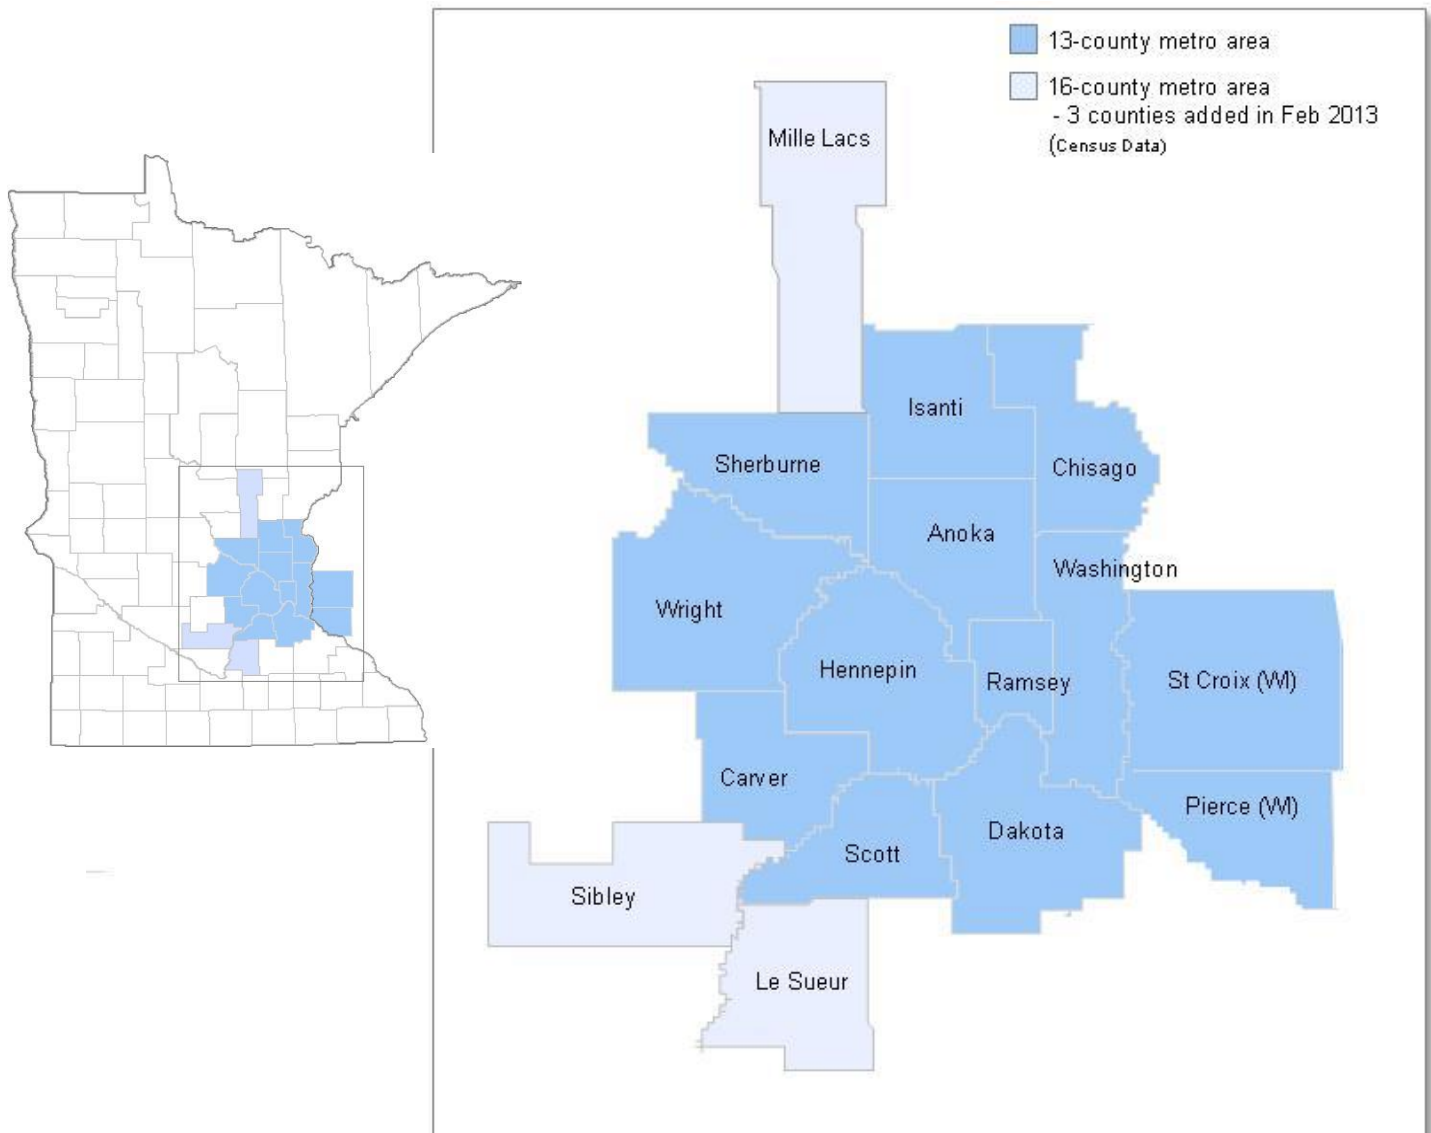 13-county metro area
16-county metro area
- 3 counties added in Feb 2013
(Census Data)
Mille Lacs
Isanti
Sherburne
Chisago
Anoka
Washington
Wright
Hennepin
Ramsey
St Croix (WI)
Carver
Pierce (WI)
Dakota
Scott
Sibley
Le Sueur